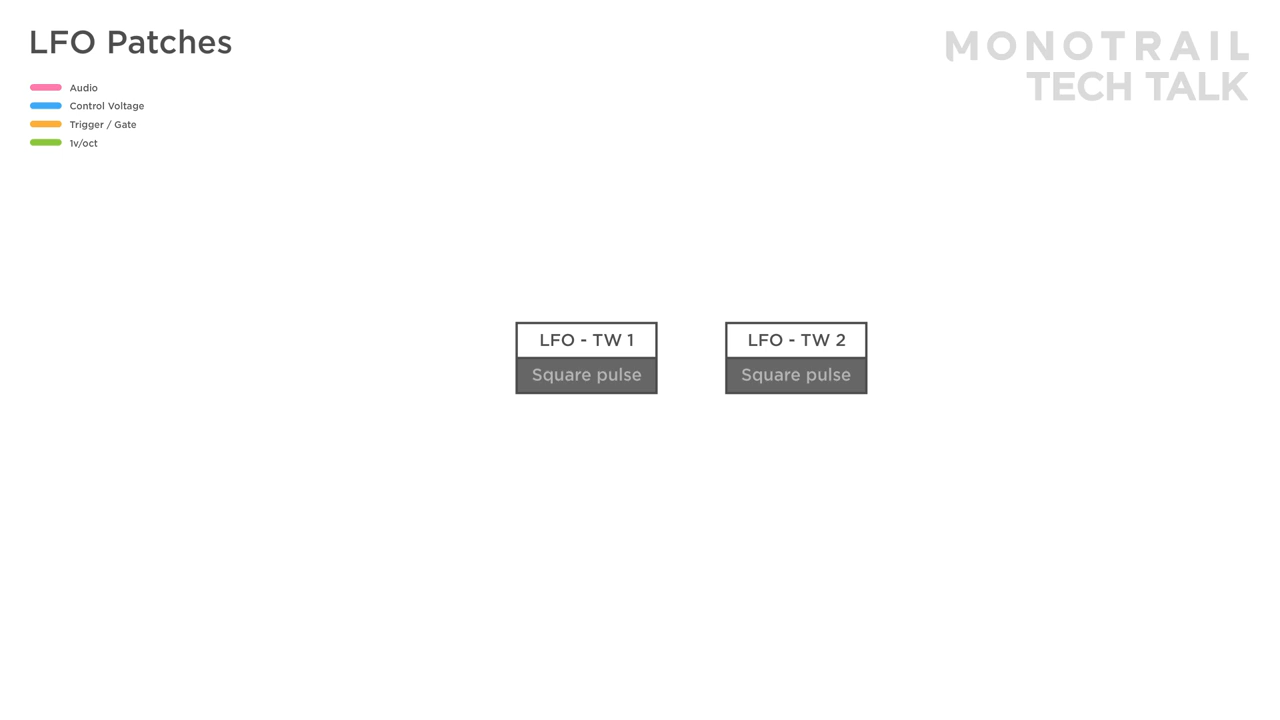 LFO Patches
MONOTRAIL
TECH TALK
Audio
Control Voltage
Trigger / Gate
1v/oct
LFO - TW 1
LFO - TW 2
Square pulse
Square pulse